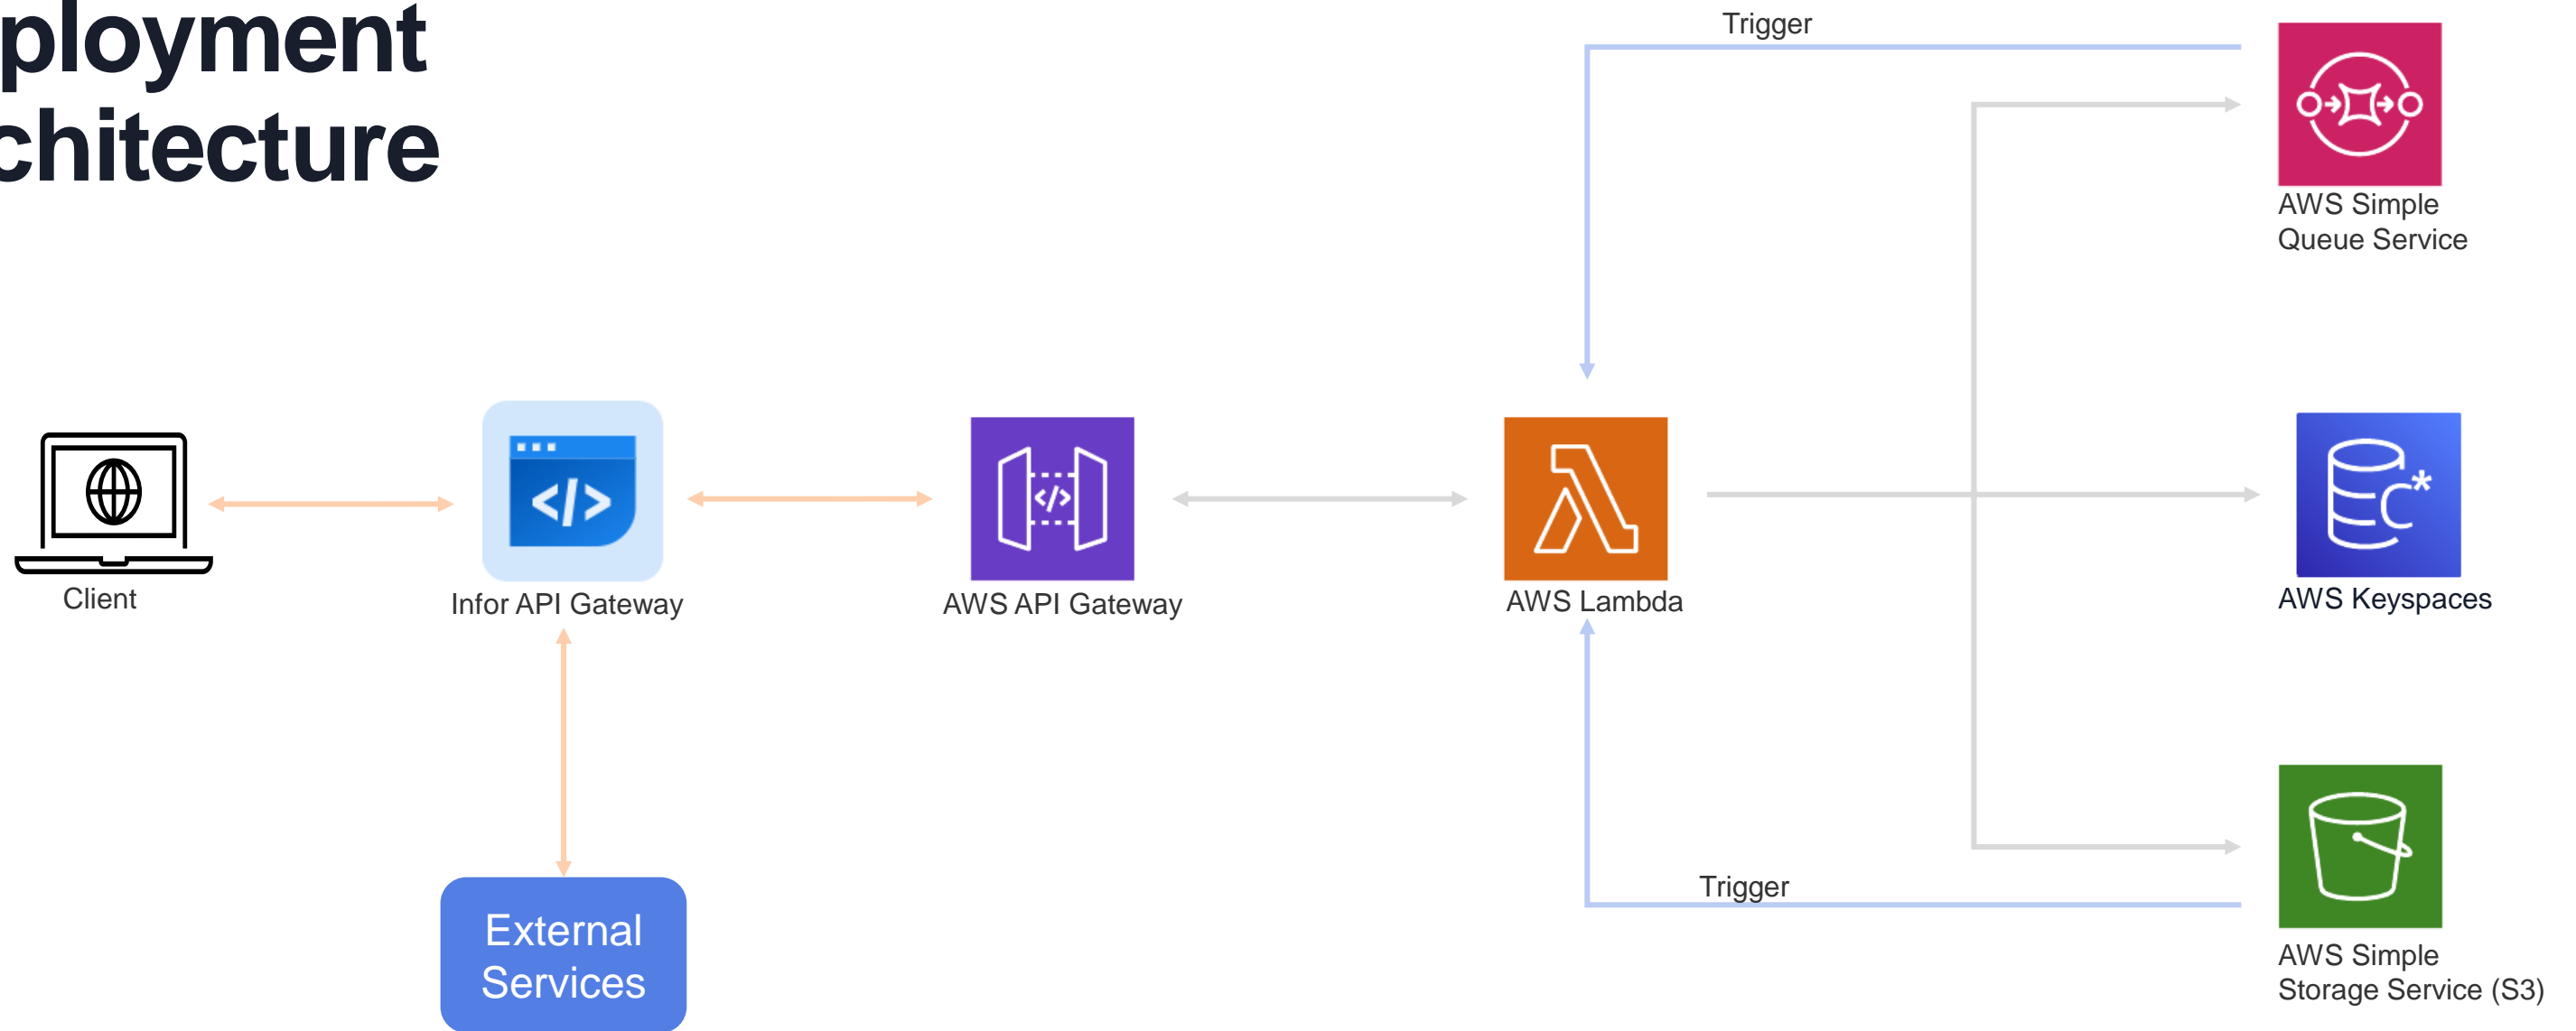 ployment
chitecture
Trigger
AWS Simple
Queue Service
</>
</>
C*
Client
Infor API Gateway
AWS API Gateway
AWS Lambda
AWS Keyspaces
Trigger
External
Services
AWS Simple
Storage Service (S3)